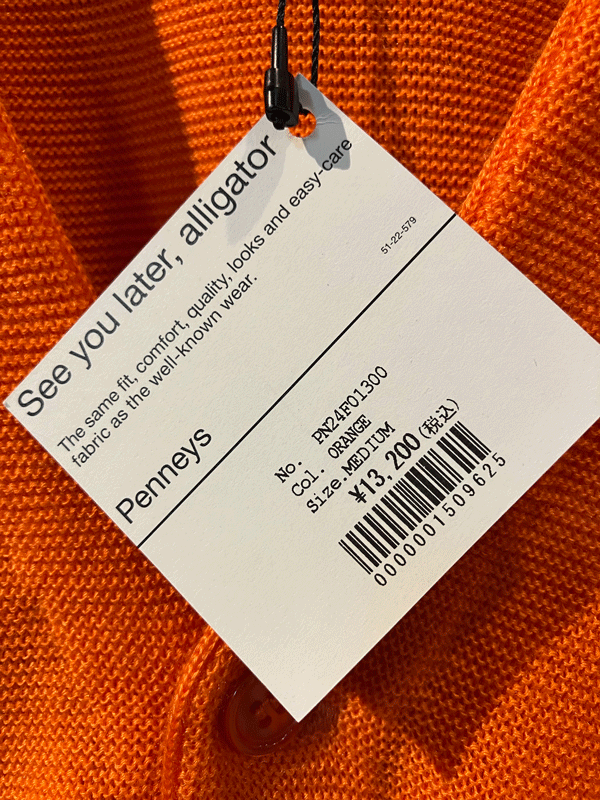 See you later, alligator
The same fit, comfort, quality, looks and easy-care
fabric as the well-known wear.
51-22-579
Penneys
No. PN24FO1300
Col. ORANGE
Size.MEDIUM
¥13,200(税込)
0000001509625